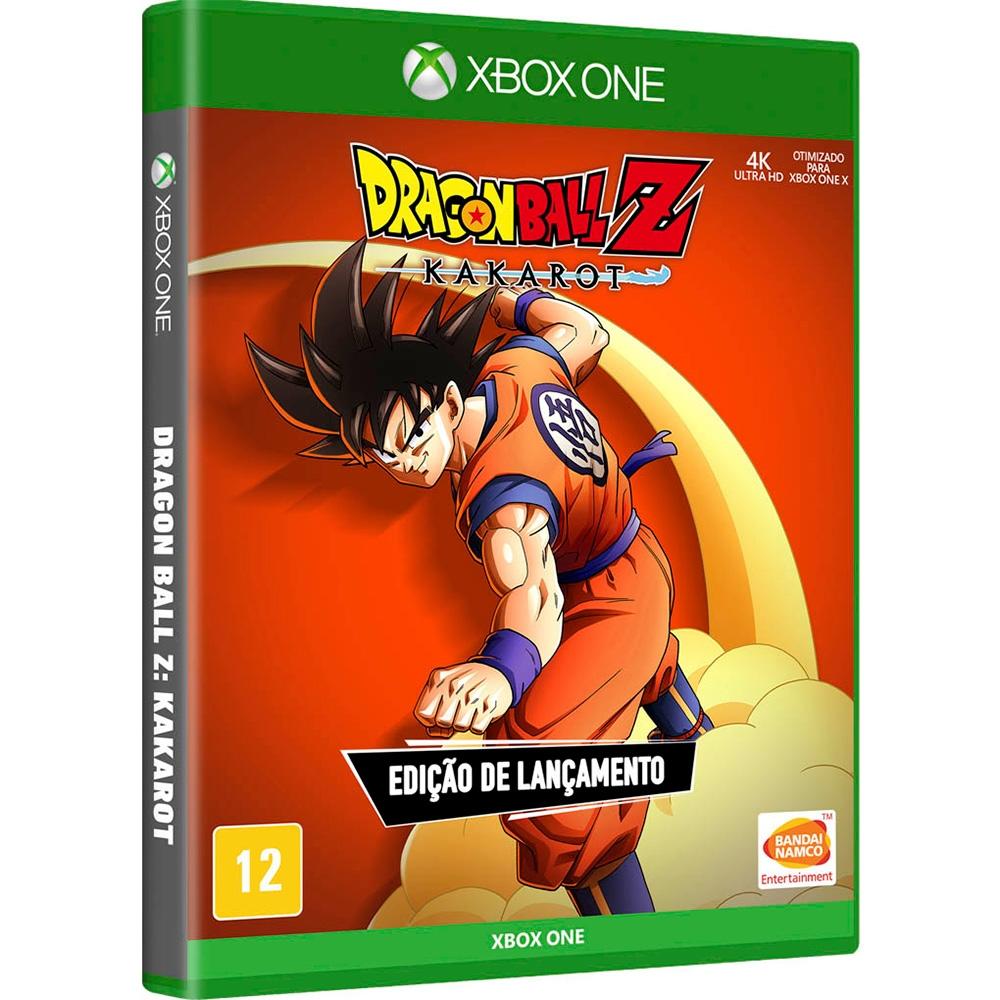 XBOX ONE
4K
ULTRA HD
OTIMIZADO
PARA
XBOX ONE X
DRAGON BALL Z
KAKAROT
EDIÇÃO DE LANÇAMENTO
12
BANDAI
NAMCO
TM
Entertainment
XBOX ONE
XBOX ONE
DRAGON BALL Z: KAKAROT